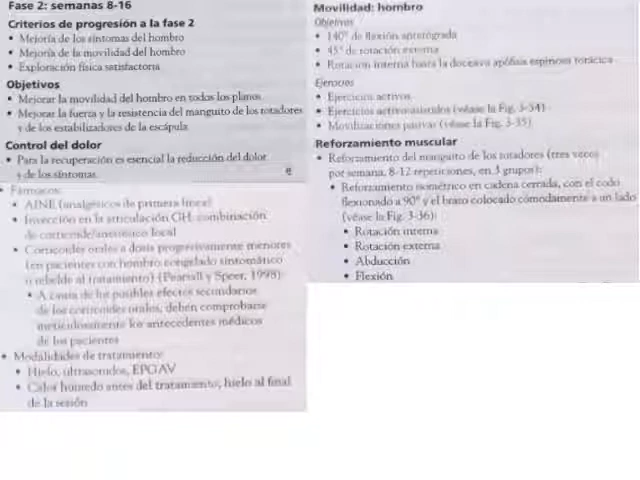 Fase 2: semanas 8-16
Criterios de progresión a la fase 2
• Mejoría de los síntomas del hombro
• Mejoría de la movilidad del hombro
• Exploración física satisfactoria
Objetivos
• Mejorar la movilidad del hombro en todos los planos
• Mejorar la fuerza y la resistencia del manguito de los rotadores
y de los estabilizadores de la escápula
Control del dolor
• Para la recuperación es esencial la reducción del dolor
y de los síntomas
• Fármacos
• AINE (analgésicos de primera línea)
• Inyección en la articulación GH: combinación
de corticoide/anestésico local
• Corticoides orales a dosis progresivamente menores
(en pacientes con hombro congelado sintomático
o rebelde al tratamiento) (Pearsall y Speer, 1998)
• A causa de los posibles efectos secundarios
de los corticoides orales, deben comprobarse
meticulosamente los antecedentes médicos
de los pacientes
• Modalidades de tratamiento
• Hielo, ultrasonidos, EPGAV
• Calor húmedo antes del tratamiento, hielo al final
de la sesión
Movilidad: hombro
Objetivos
• 140° de flexión anterógrada
• 45° de rotación externa
• Rotación interna hasta la doceava apófisis espinosa torácica
Ejercicios
• Ejercicios activos
• Ejercicios activo-asistidos (véase la Fig. 3-34)
• Movilizaciones pasivas (véase la Fig. 3-35)
Reforzamiento muscular
• Reforzamiento del manguito de los rotadores (tres veces
por semana, 8-12 repeticiones, en 3 grupos):
• Reforzamiento isométrico en cadena cerrada, con el codo
flexionado a 90° y el brazo colocado cómodamente a un lado
(véase la Fig. 3-36)
• Rotación interna
• Rotación externa
• Abducción
• Flexión